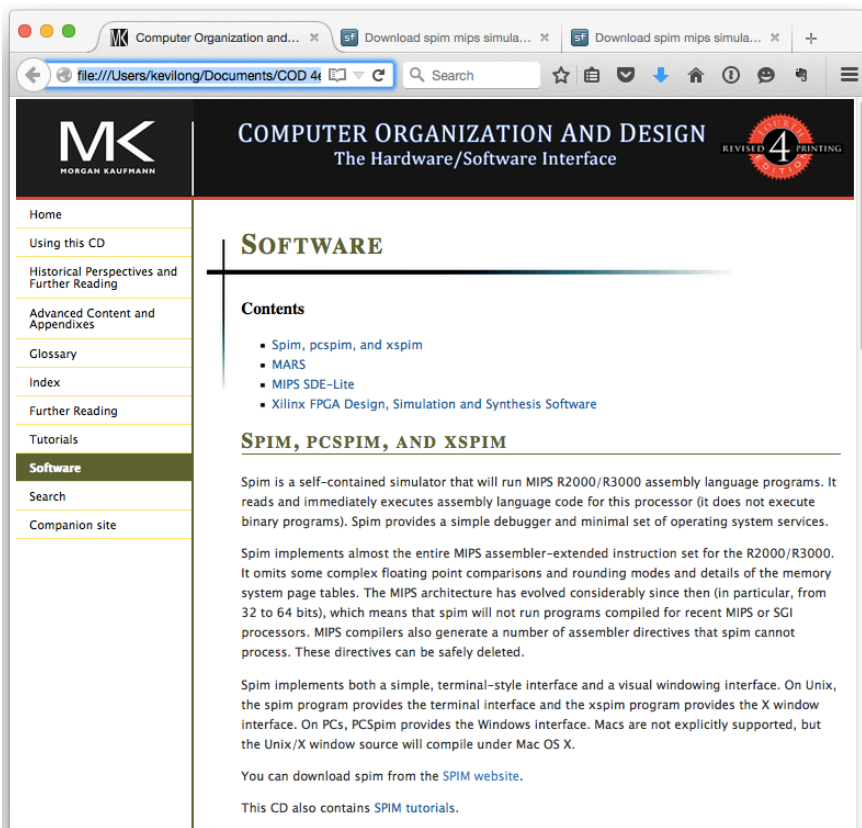 Computer Organization and... ×
sf Download spim mips simula... ×
sf Download spim mips simula... × +
file:///Users/kevilong/Documents/COD 4e
Search
MK
MORGAN KAUFMANN
COMPUTER ORGANIZATION AND DESIGN
The Hardware/Software Interface
FOURTH
REVISED 4 PRINTING
EDITION
Home
Using this CD
Historical Perspectives and
Further Reading
Advanced Content and
Appendixes
Glossary
Index
Further Reading
Tutorials
Software
Search
Companion site
SOFTWARE
Contents
▪ Spim, pcspim, and xspim
▪ MARS
▪ MIPS SDE-Lite
▪ Xilinx FPGA Design, Simulation and Synthesis Software
SPIM, PCSPIM, AND XSPIM
Spim is a self-contained simulator that will run MIPS R2000/R3000 assembly language programs. It
reads and immediately executes assembly language code for this processor (it does not execute
binary programs). Spim provides a simple debugger and minimal set of operating system services.
Spim implements almost the entire MIPS assembler-extended instruction set for the R2000/R3000.
It omits some complex floating point comparisons and rounding modes and details of the memory
system page tables. The MIPS architecture has evolved considerably since then (in particular, from
32 to 64 bits), which means that spim will not run programs compiled for recent MIPS or SGI
processors. MIPS compilers also generate a number of assembler directives that spim cannot
process. These directives can be safely deleted.
Spim implements both a simple, terminal-style interface and a visual windowing interface. On Unix,
the spim program provides the terminal interface and the xspim program provides the X window
interface. On PCs, PCSpim provides the Windows interface. Macs are not explicitly supported, but
the Unix/X window source will compile under Mac OS X.
You can download spim from the SPIM website.
This CD also contains SPIM tutorials.